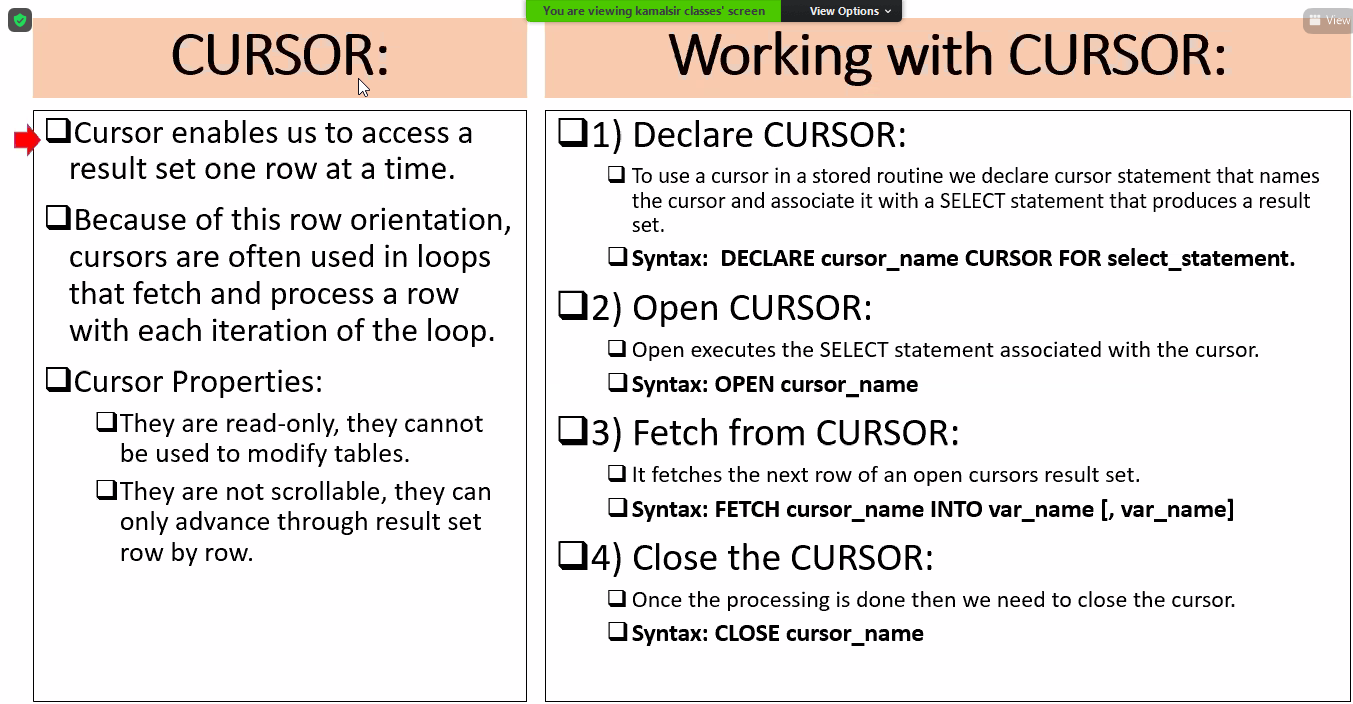 You are viewing kamalsir classes' screen
View Options
View
CURSOR:
❑Cursor enables us to access a
result set one row at a time.
❑Because of this row orientation,
cursors are often used in loops
that fetch and process a row
with each iteration of the loop.
❑Cursor Properties:
❑They are read-only, they cannot
be used to modify tables.
❑They are not scrollable, they can
only advance through result set
row by row.
Working with CURSOR:
❑1) Declare CURSOR:
❑To use a cursor in a stored routine we declare cursor statement that names
the cursor and associate it with a SELECT statement that produces a result
set.
❑Syntax: DECLARE cursor_name CURSOR FOR select_statement.
❑2) Open CURSOR:
❑Open executes the SELECT statement associated with the cursor.
❑Syntax: OPEN cursor_name
❑3) Fetch from CURSOR:
❑It fetches the next row of an open cursors result set.
❑Syntax: FETCH cursor_name INTO var_name [, var_name]
❑4) Close the CURSOR:
❑Once the processing is done then we need to close the cursor.
❑Syntax: CLOSE cursor_name